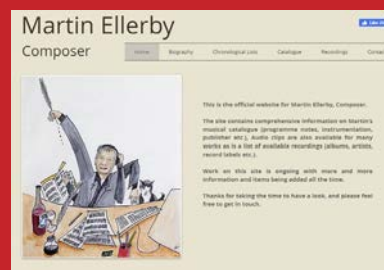 Martin Ellerby
Composer
Home Biography Chronological Lists Catalogue Recordings Contact
This is the official website for Martin Ellerby, Composer.
The site contains comprehensive information on Martin's
musical catalogue (programme notes, instrumentation,
publisher etc.), Audio clips are also available for many
works as is a list of available recordings (albums, artists,
record labels etc.).
Work on this site is ongoing with more and more
information and items being added all the time.
Thanks for taking the time to have a look, and please feel
free to get in touch.